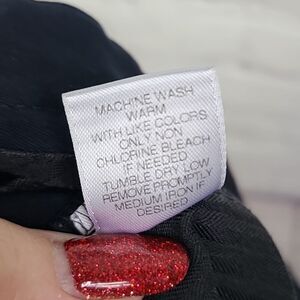 MACHINE WASH
WARM
WITH LIKE COLORS
ONLY NON
CHLORINE BLEACH
IF NEEDED
TUMBLE DRY LOW
REMOVE PROMPTLY
MEDIUM IRON IF
DESIRED